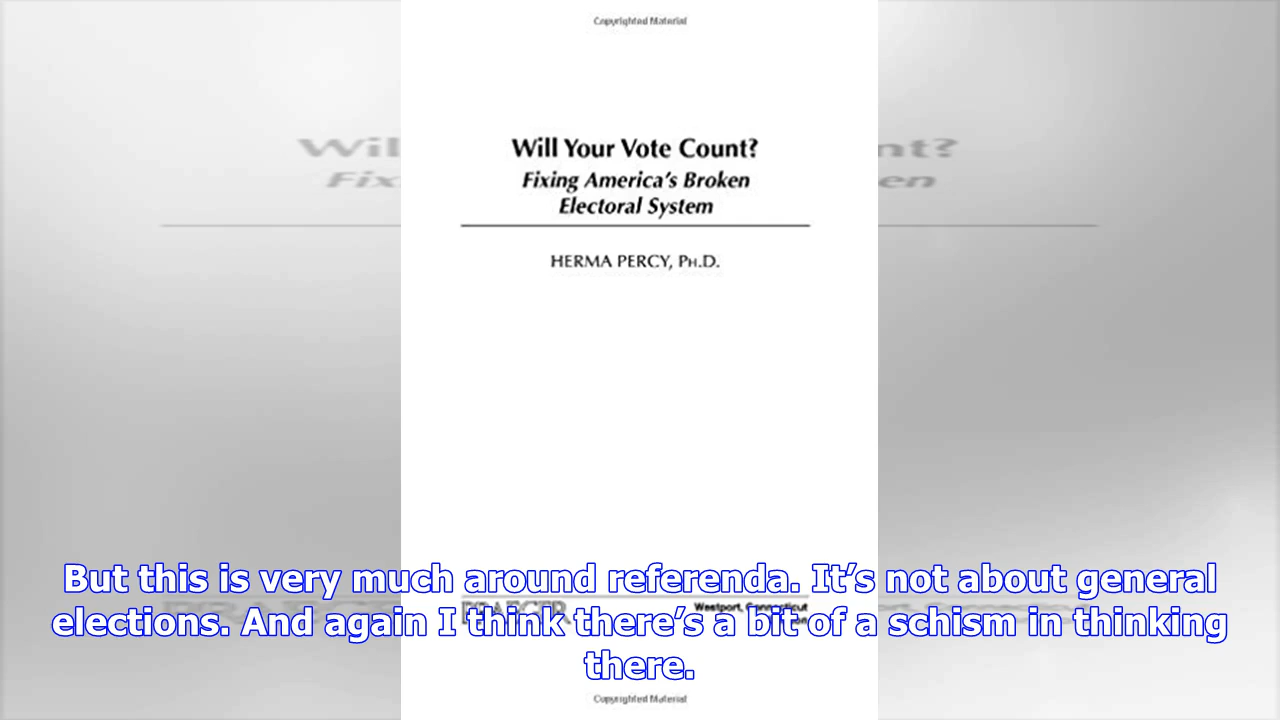 Copyrighted Material
Will Your Vote Count?
Fixing America's Broken
Electoral System
HERMA PERCY, PH.D.
But this is very much around referenda. It’s not about general
PRAEGER
Westport, Connecticut
elections. And again I think there’s a bit of a schism in thinking
there.
Copyrighted Material